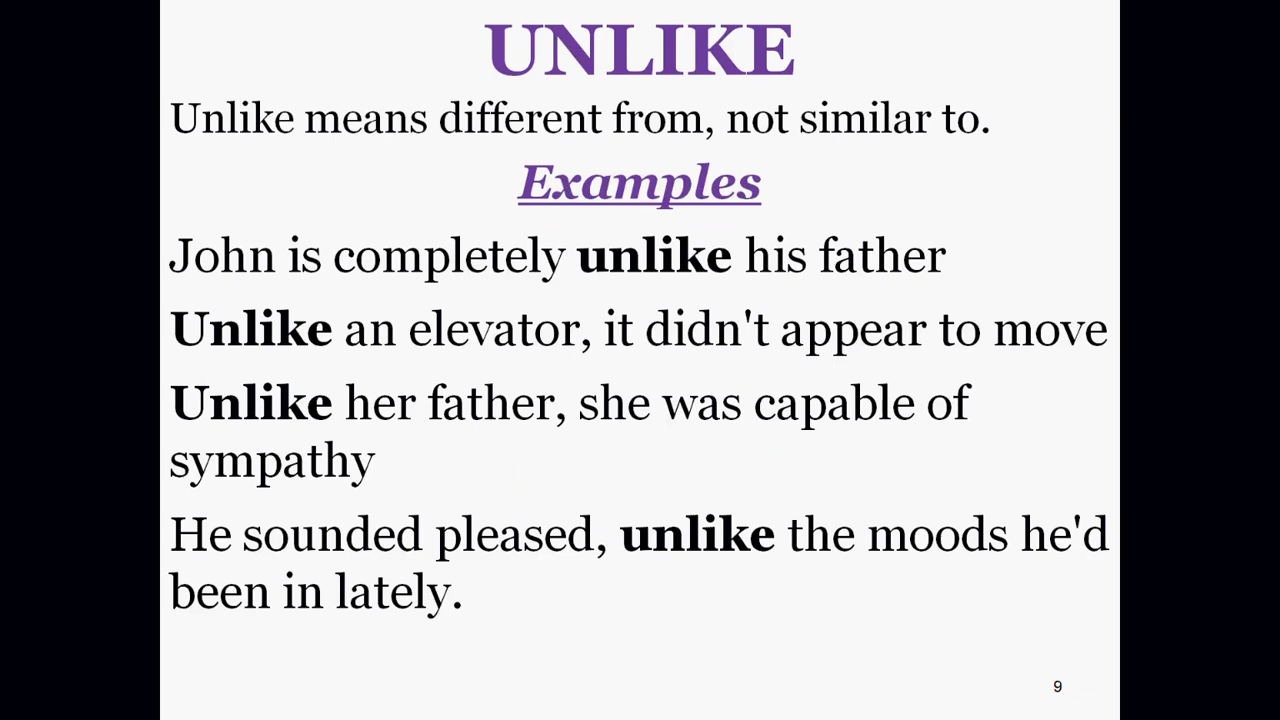 UNLIKE
Unlike means different from, not similar to.
Examples
John is completely unlike his father
Unlike an elevator, it didn't appear to move
Unlike her father, she was capable of
sympathy
He sounded pleased, unlike the moods he'd
been in lately.
9